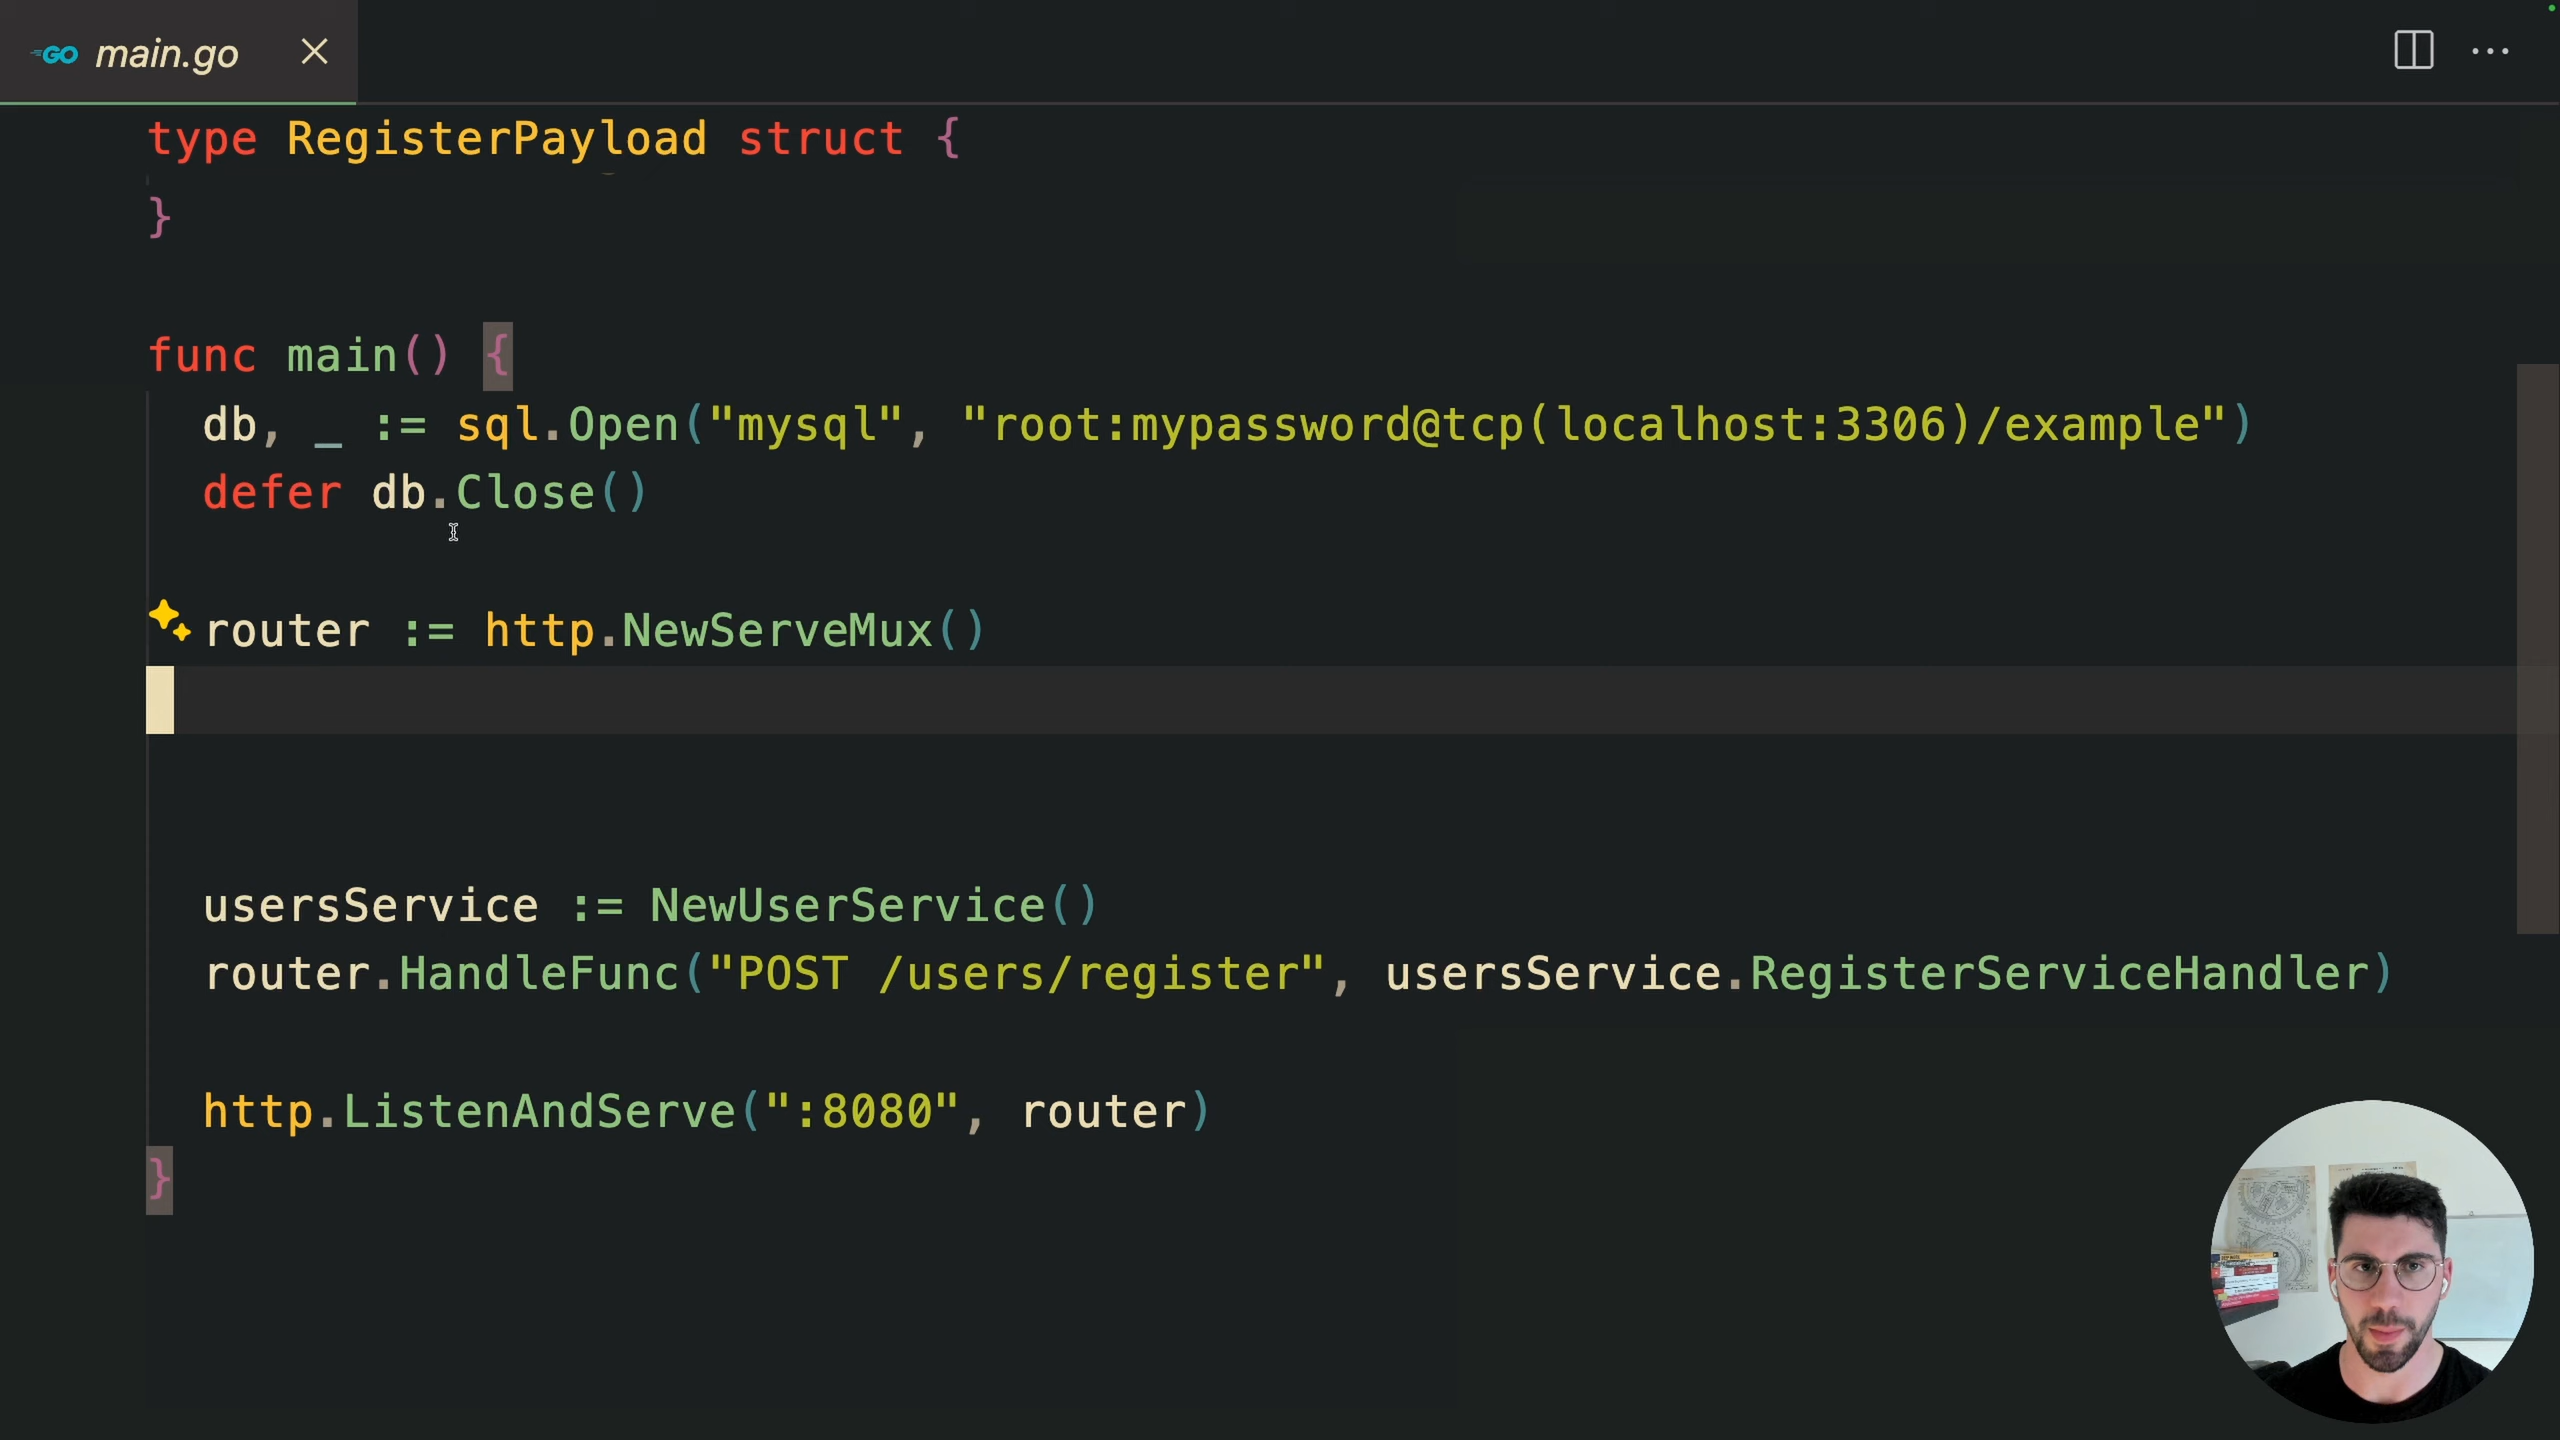 GO main.go
type RegisterPayload struct {
}
func main() {
db, _ := sql.Open("mysql", "root:mypassword@tcp(localhost:3306)/example")
defer db.Close()
router := http.NewServeMux()
usersService := NewUserService()
router.HandleFunc("POST /users/register", usersService.RegisterServiceHandler)
http.ListenAndServe(":8080", router)
}